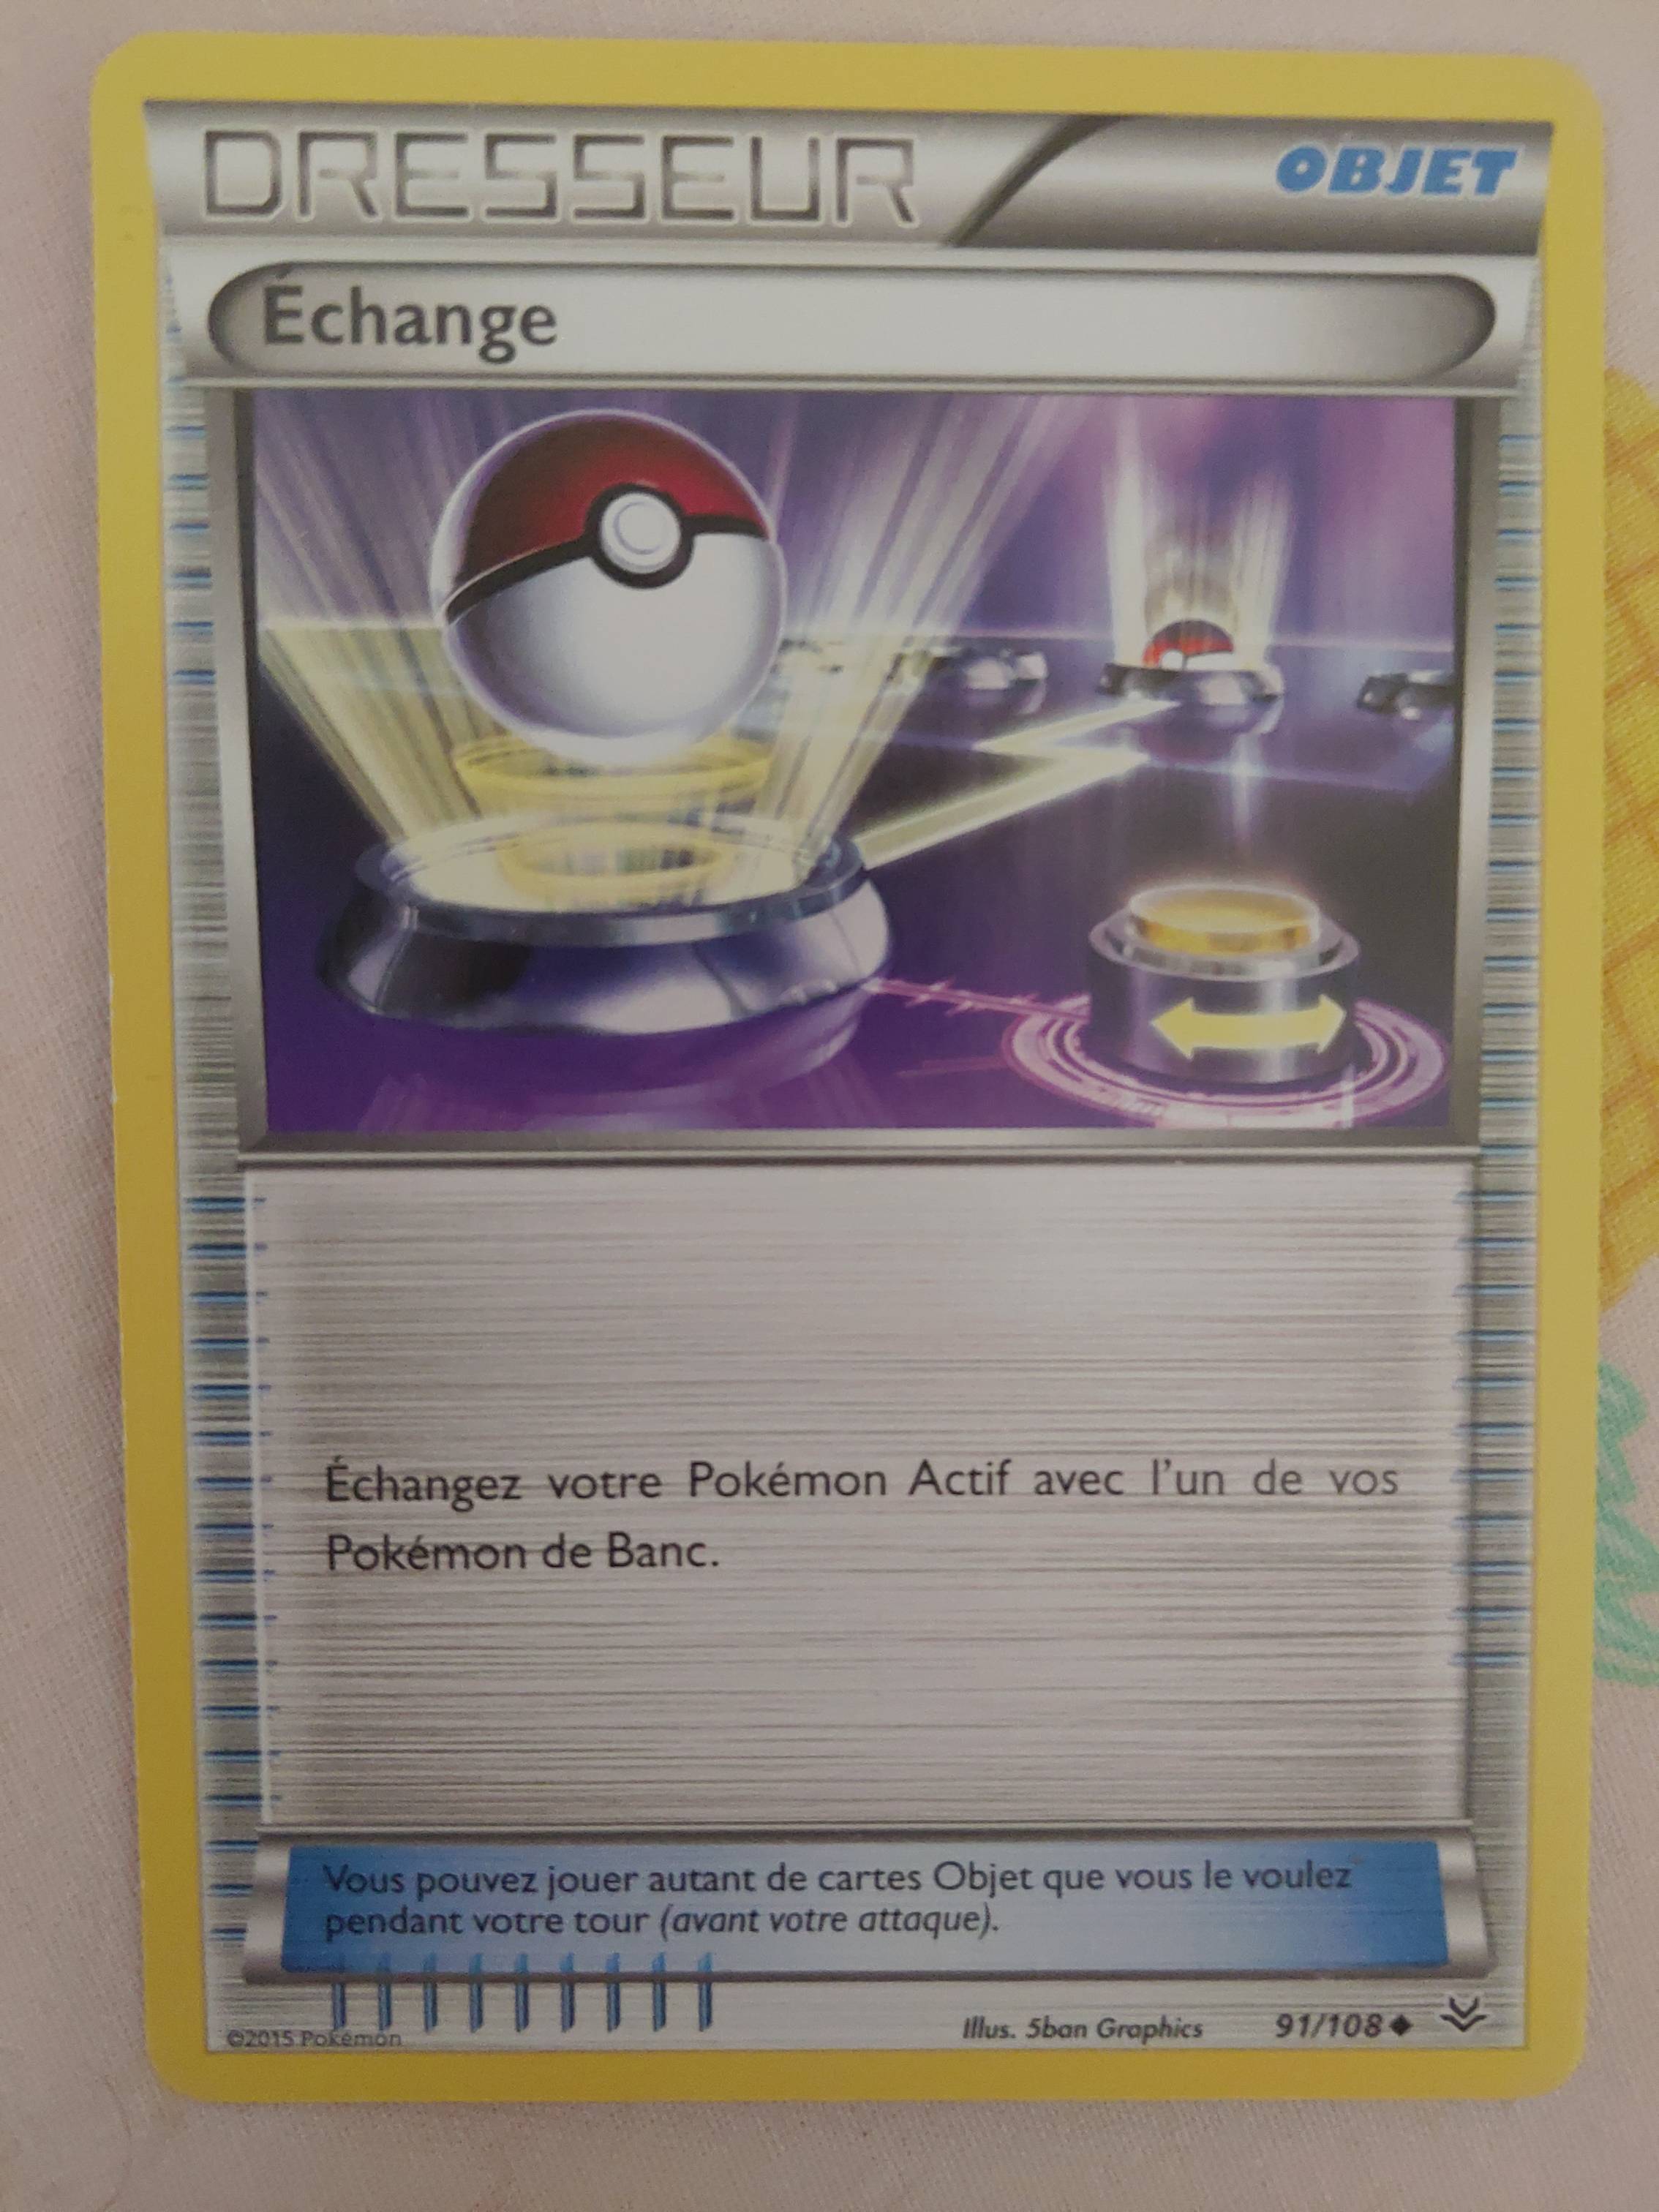 DRESSEUR
OBJET
Échange
Échangez votre Pokémon Actif avec l'un de vos
Pokémon de Banc.
Vous pouvez jouer autant de cartes Objet que vous le voulez
pendant votre tour (avant votre attaque).
©2015 Pokémon
Illus. 5ban Graphics
91/108